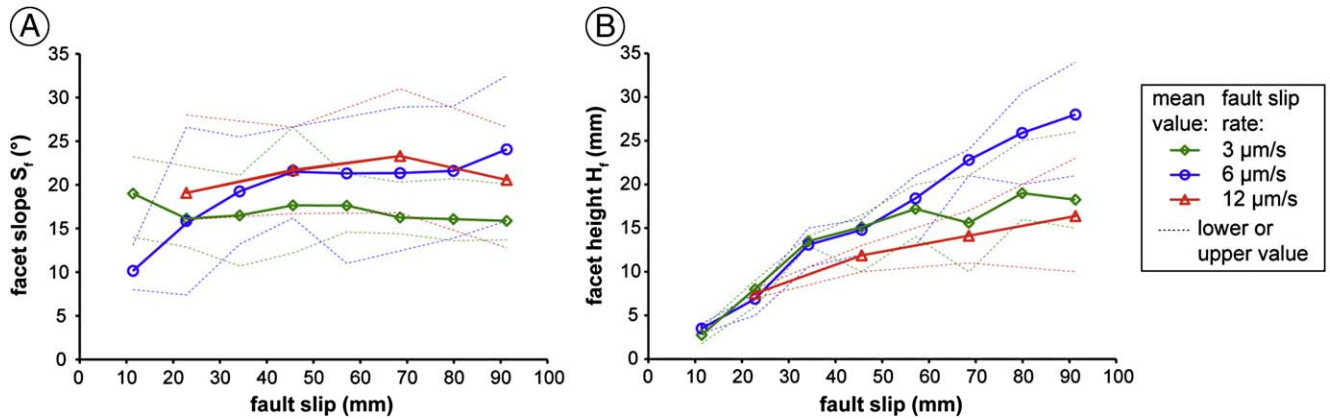 A
facet slope Sf (°)
35
30
25
20
15
10
5
0
0 10 20 30 40 50 60 70 80 90 100
fault slip (mm)
B
facet height Hf (mm)
35
30
25
20
15
10
5
0
0 10 20 30 40 50 60 70 80 90 100
fault slip (mm)
mean fault slip
value: rate:
3 µm/s
6 µm/s
12 µm/s
lower or
upper value